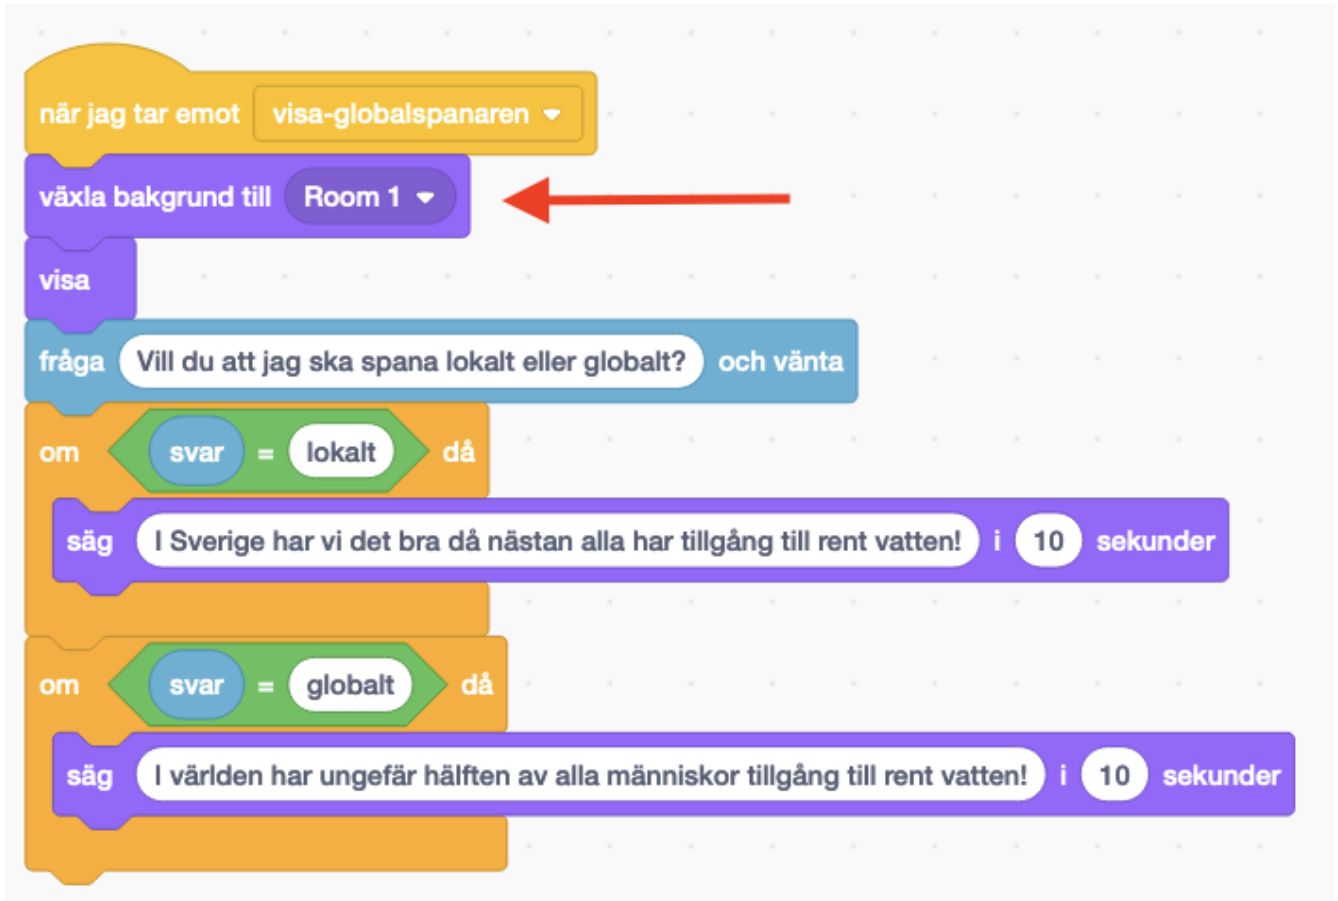 när jag tar emot visa-globalspanaren
växla bakgrund till Room 1
visa
fråga Vill du att jag ska spana lokalt eller globalt? och vänta
om svar = lokalt då
säg I Sverige har vi det bra då nästan alla har tillgång till rent vatten! i 10 sekunder
om svar = globalt då
säg I världen har ungefär hälften av alla människor tillgång till rent vatten! i 10 sekunder